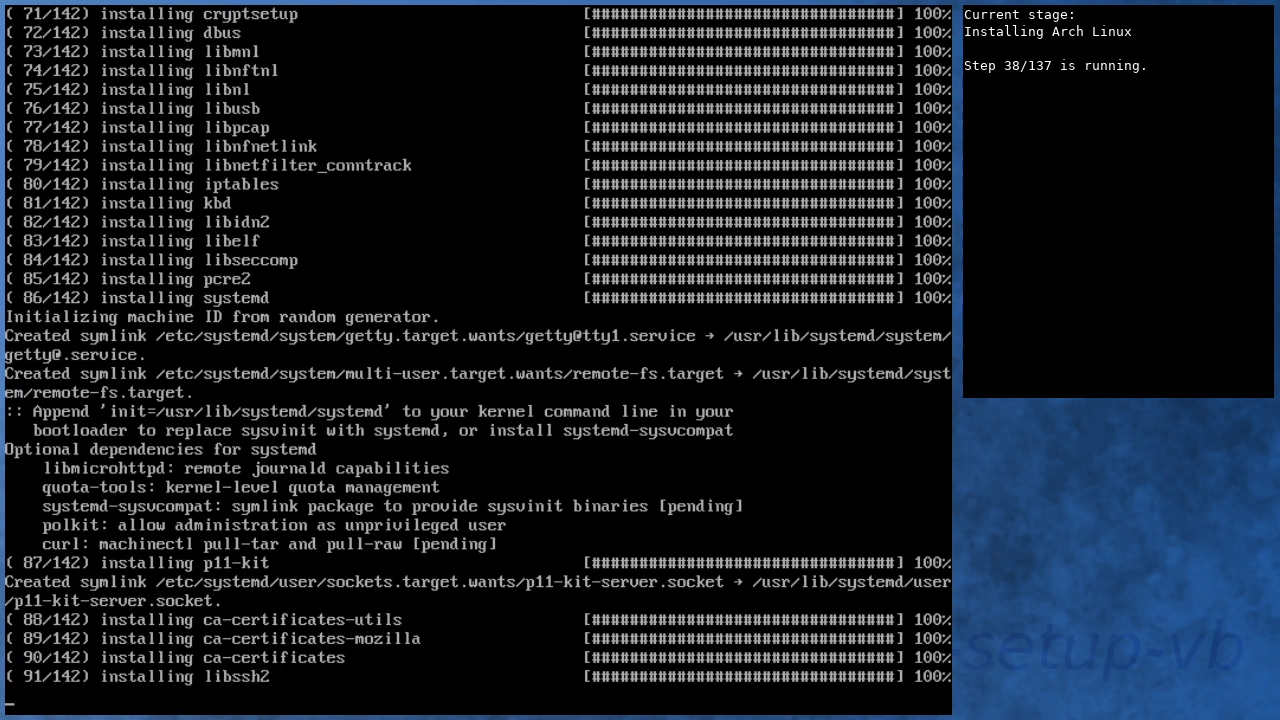 ( 71/142) installing cryptsetup [################################] 100%
( 72/142) installing dbus [################################] 100%
( 73/142) installing libmnl [################################] 100%
( 74/142) installing libnftnl [################################] 100%
( 75/142) installing libnl [################################] 100%
( 76/142) installing libusb [################################] 100%
( 77/142) installing libpcap [################################] 100%
( 78/142) installing libnfnetlink [################################] 100%
( 79/142) installing libnetfilter_conntrack [################################] 100%
( 80/142) installing iptables [################################] 100%
( 81/142) installing kbd [################################] 100%
( 82/142) installing libidn2 [################################] 100%
( 83/142) installing libelf [################################] 100%
( 84/142) installing libseccomp [################################] 100%
( 85/142) installing pcre2 [################################] 100%
( 86/142) installing systemd [################################] 100%
Initializing machine ID from random generator.
Created symlink /etc/systemd/system/getty.target.wants/getty@tty1.service → /usr/lib/systemd/system/
getty@.service.
Created symlink /etc/systemd/system/multi-user.target.wants/remote-fs.target → /usr/lib/systemd/syst
em/remote-fs.target.
:: Append 'init=/usr/lib/systemd/systemd' to your kernel command line in your
bootloader to replace sysvinit with systemd, or install systemd-sysvcompat
Optional dependencies for systemd
libmicrohttpd: remote journald capabilities
quota-tools: kernel-level quota management
systemd-sysvcompat: symlink package to provide sysvinit binaries [pending]
polkit: allow administration as unprivileged user
curl: machinectl pull-tar and pull-raw [pending]
( 87/142) installing p11-kit [################################] 100%
Created symlink /etc/systemd/user/sockets.target.wants/p11-kit-server.socket → /usr/lib/systemd/user
/p11-kit-server.socket.
( 88/142) installing ca-certificates-utils [################################] 100%
( 89/142) installing ca-certificates-mozilla [################################] 100%
( 90/142) installing ca-certificates [################################] 100%
( 91/142) installing libssh2 [################################] 100%
Current stage:
Installing Arch Linux
Step 38/137 is running.
setup-vb